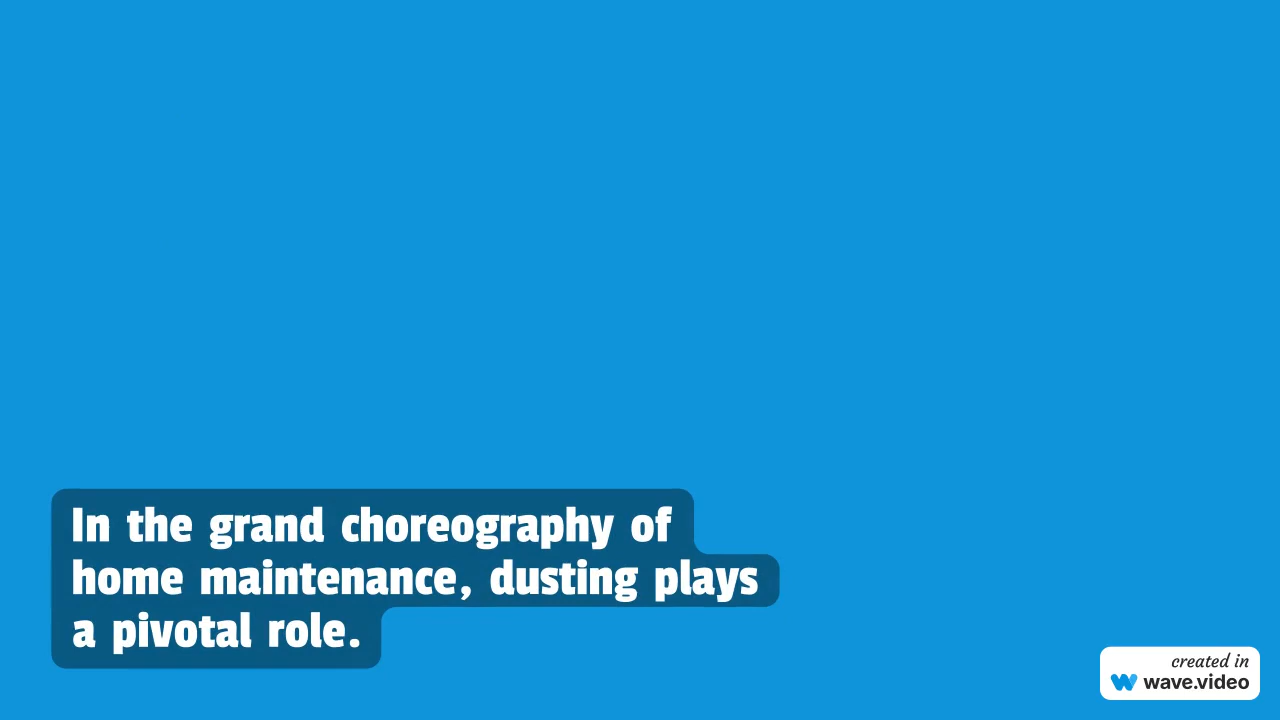 In the grand choreography of
home maintenance, dusting plays
a pivotal role.
created in
wave.video